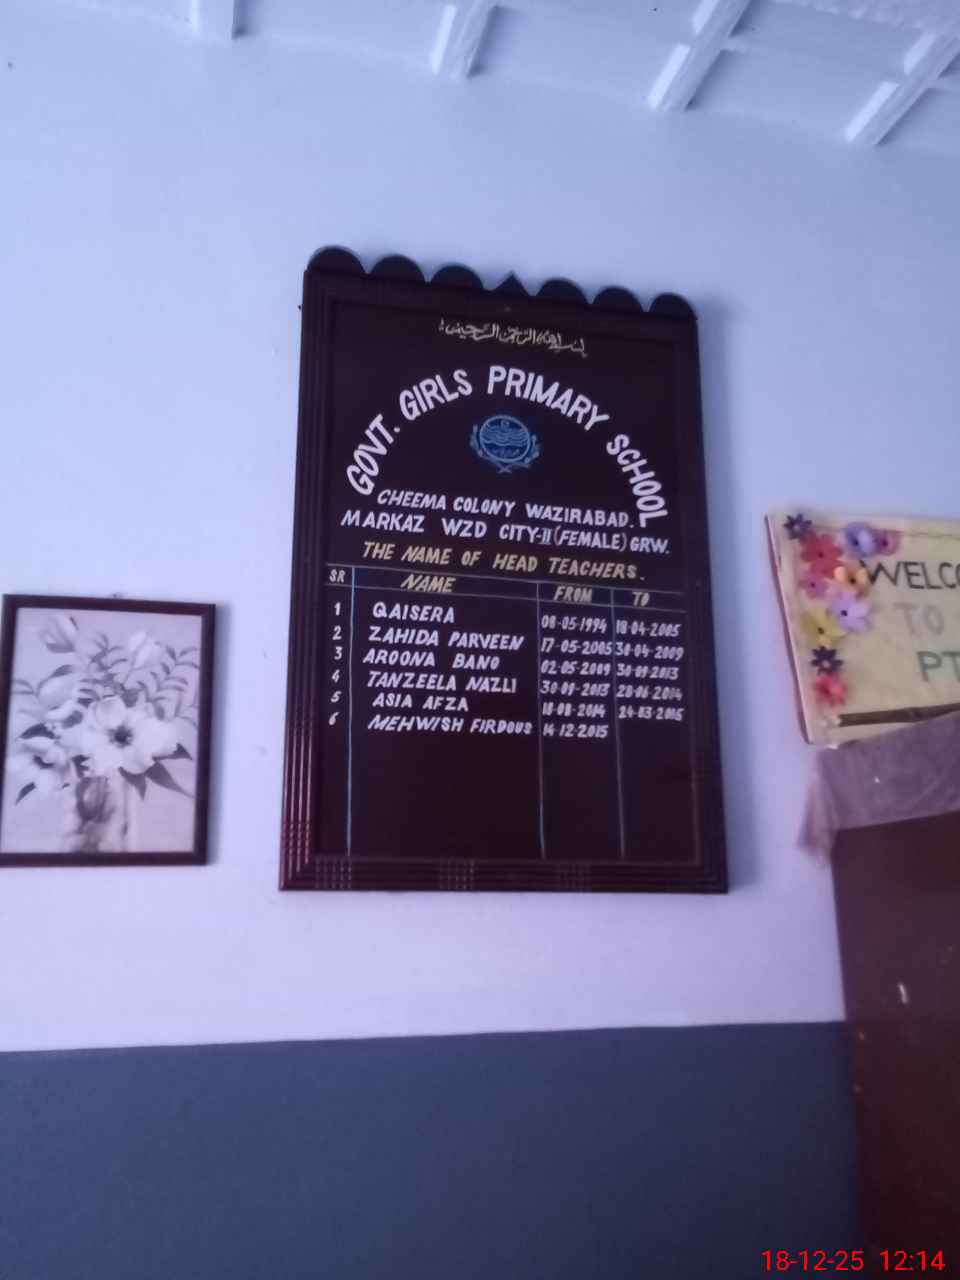 بسم الله الرحمن الرحيم
GOVT. GIRLS PRIMARY SCHOOL
CHEEMA COLONY WAZIRABAD.
MARKAZ WZD CITY-II (FEMALE) GRW.
THE NAME OF HEAD TEACHERS.
SR NAME FROM TO
1 QAISERA 08-05-1994 18-04-2005
2 ZAHIDA PARVEEN 17-05-2005 30-04-2009
3 AROONA BANO 02-05-2009 30-09-2013
4 TANZEELA NAZLI 30-09-2013 28-06-2014
5 ASIA AFZA 18-08-2014 24-03-2015
6 MEHWISH FIRDOUS 14-12-2015
WELCO
TO
PT
18-12-25 12:14